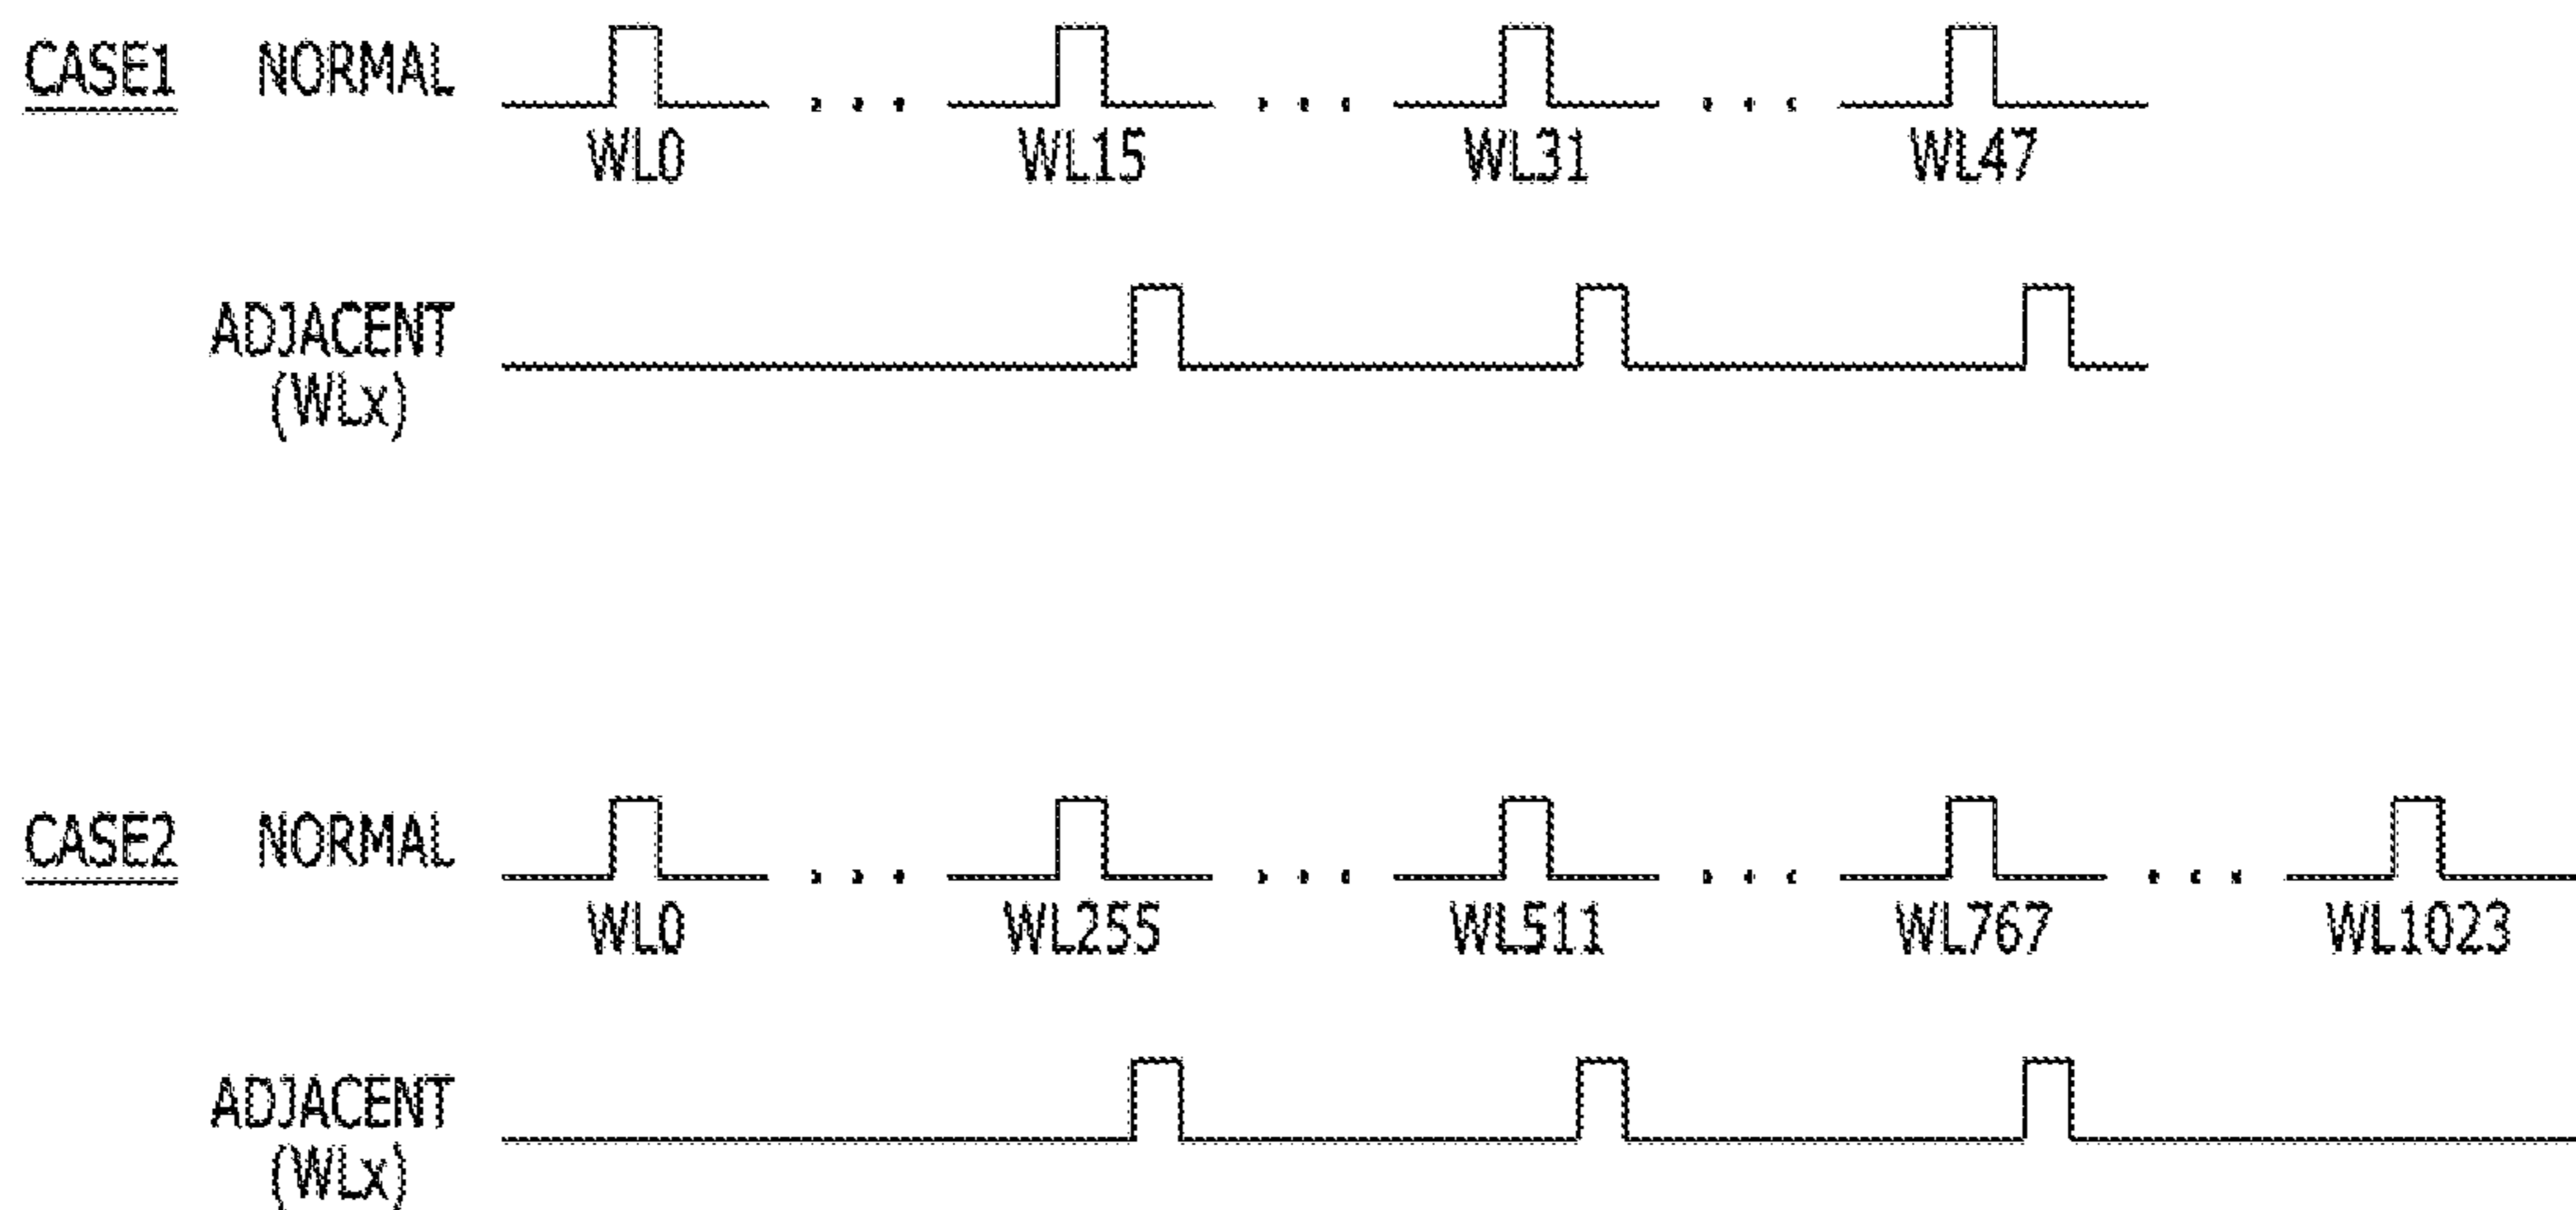 CASE1 NORMAL
WL0 WL15 WL31 WL47
ADJACENT
(WLx)
CASE2 NORMAL
WL0 WL255 WL511 WL767 WL1023
ADJACENT
(WLx)